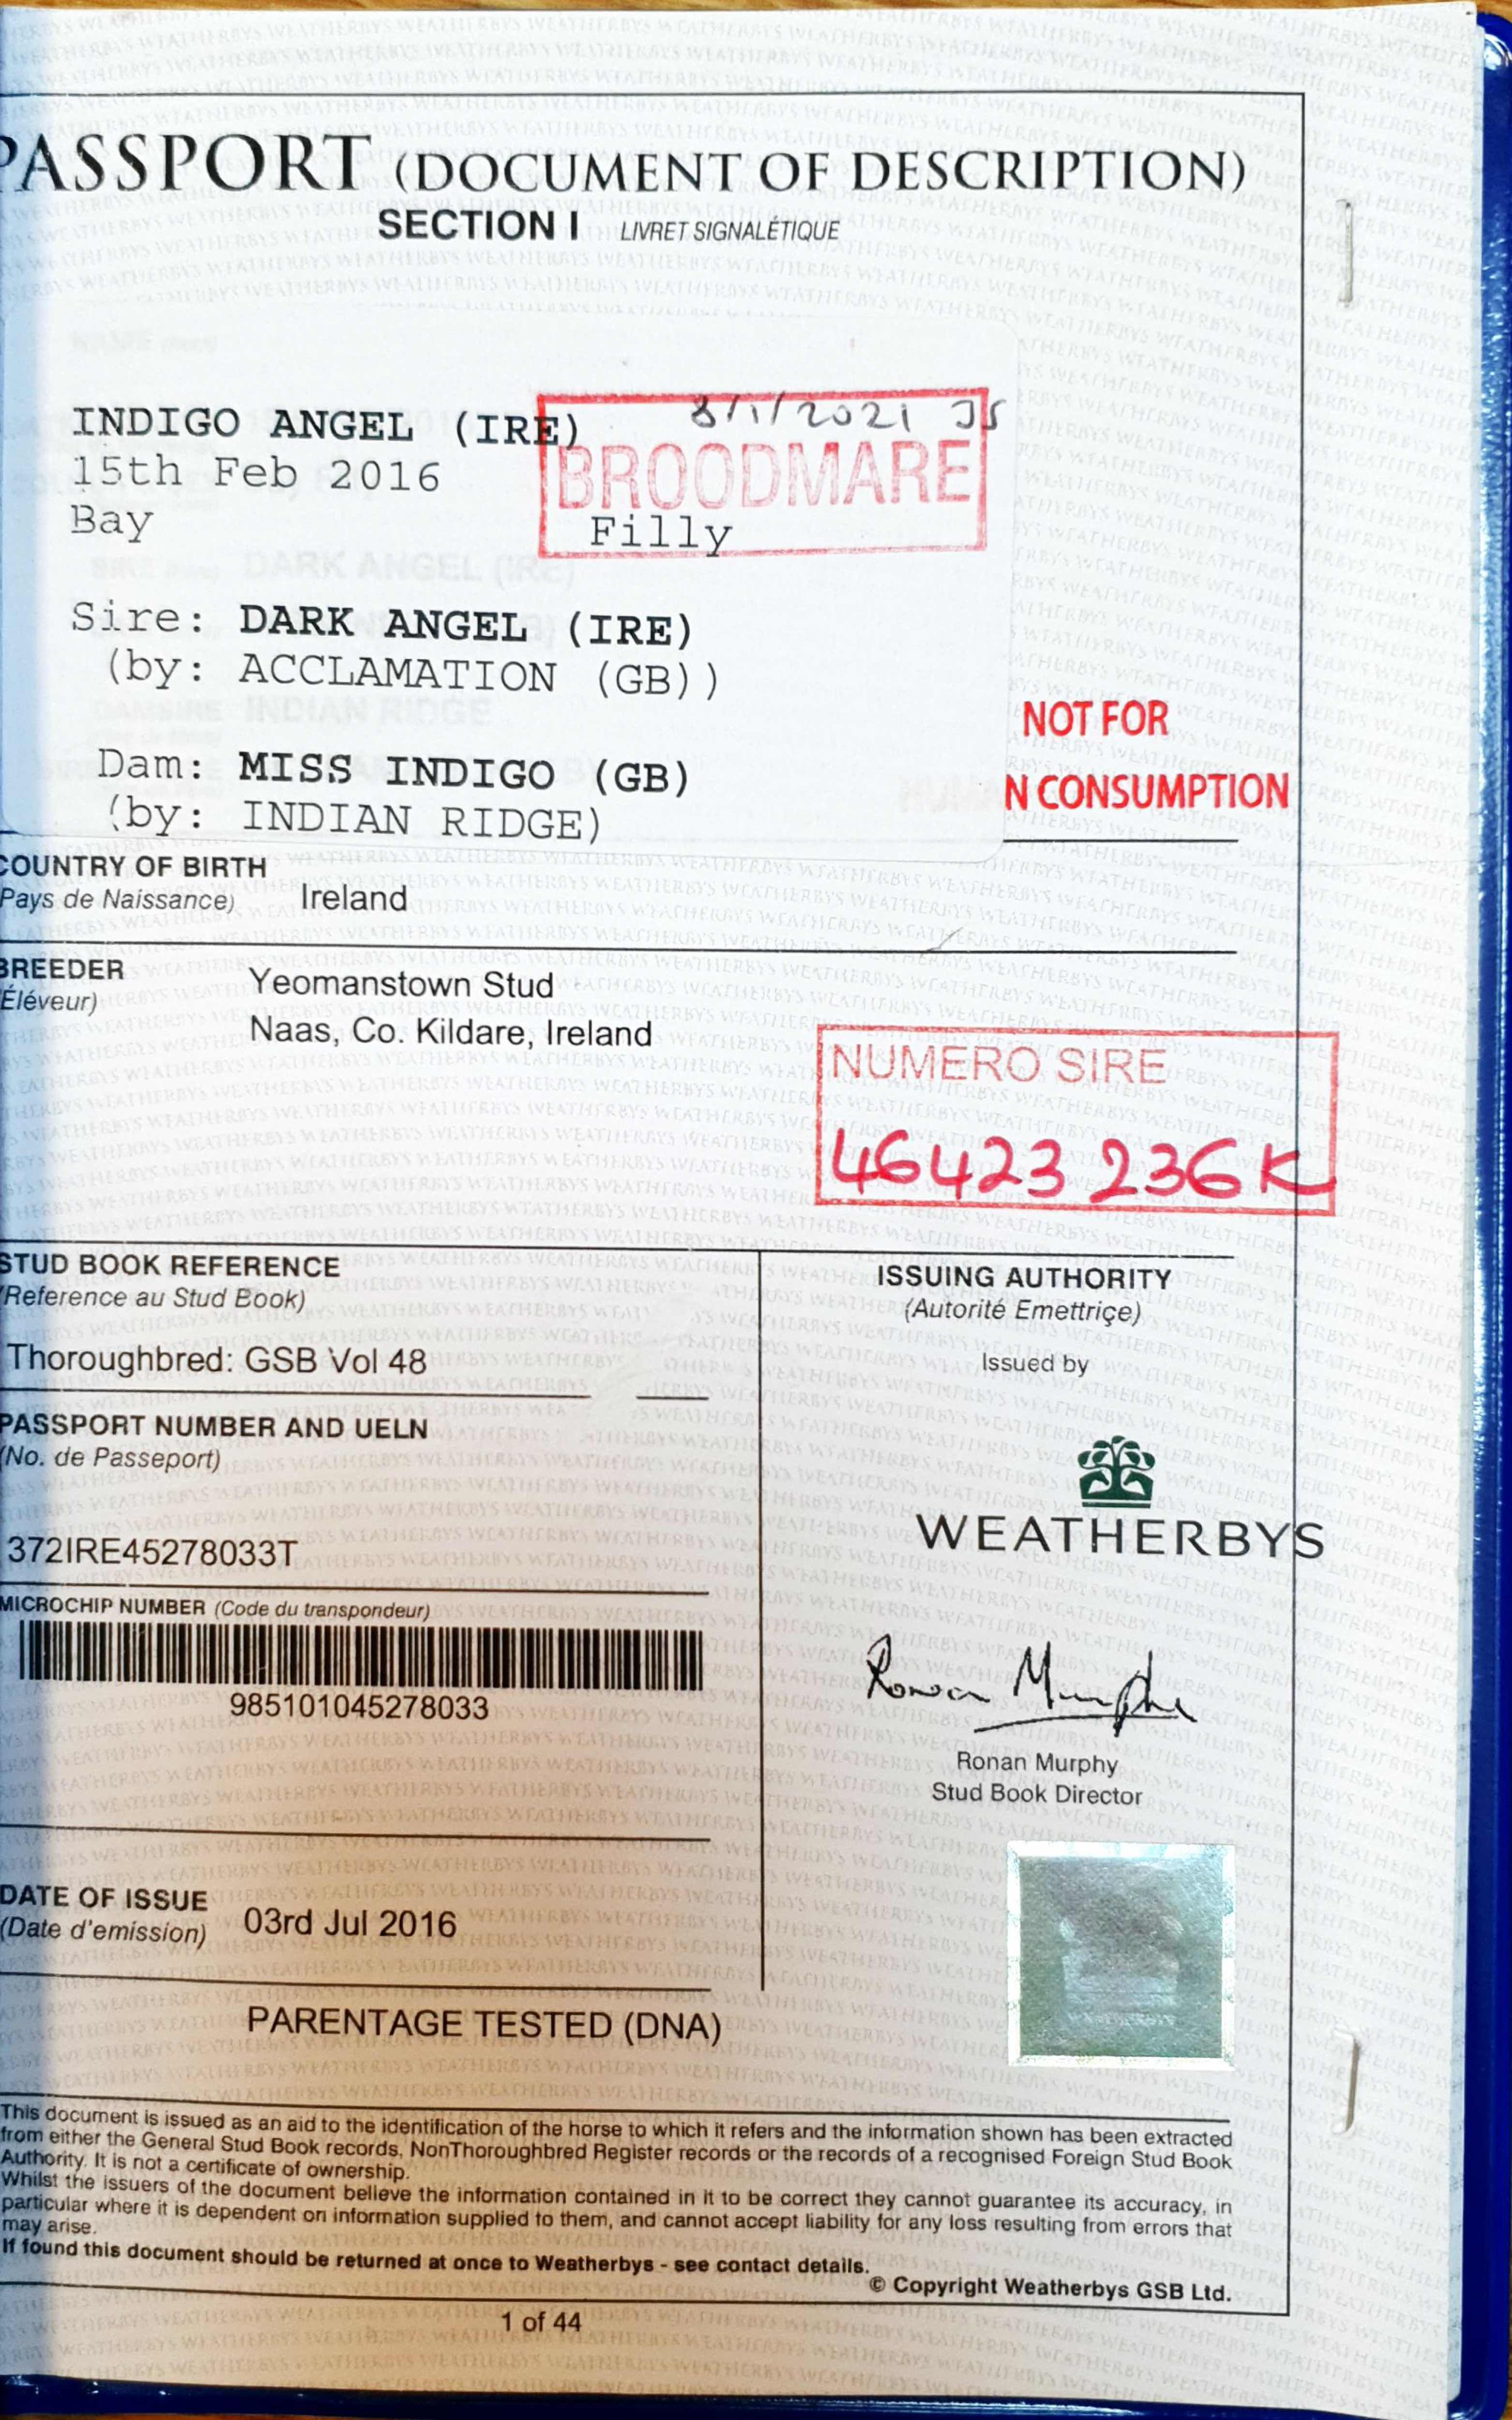 PASSPORT (DOCUMENT OF DESCRIPTION)
SECTION I LIVRET SIGNALÉTIQUE
INDIGO ANGEL (IRE)
8/1/2021 JS
BROODMARE
15th Feb 2016
Bay
Filly
Sire: DARK ANGEL (IRE)
(by: ACCLAMATION (GB))
Dam: MISS INDIGO (GB)
(by: INDIAN RIDGE)
NOT FOR
N CONSUMPTION
COUNTRY OF BIRTH
Pays de Naissance) Ireland
BREEDER
Éléveur)
Yeomanstown Stud
Naas, Co. Kildare, Ireland
NUMERO SIRE
46423236K
STUD BOOK REFERENCE
(Reference au Stud Book)
Thoroughbred: GSB Vol 48
PASSPORT NUMBER AND UELN
(No. de Passeport)
372IRE45278033T
MICROCHIP NUMBER (Code du transpondeur)
985101045278033
ISSUING AUTHORITY
(Autorité Emettriçe)
Issued by
WEATHERBYS
Ronan Murphy
Ronan Murphy
Stud Book Director
DATE OF ISSUE
(Date d'emission) 03rd Jul 2016
PARENTAGE TESTED (DNA)
This document is issued as an aid to the identification of the horse to which it refers and the information shown has been extracted
from either the General Stud Book records, NonThoroughbred Register records or the records of a recognised Foreign Stud Book
Authority. It is not a certificate of ownership.
Whilst the issuers of the document believe the information contained in it to be correct they cannot guarantee its accuracy, in
particular where it is dependent on information supplied to them, and cannot accept liability for any loss resulting from errors that
may arise.
If found this document should be returned at once to Weatherbys - see contact details.
© Copyright Weatherbys GSB Ltd.
1 of 44